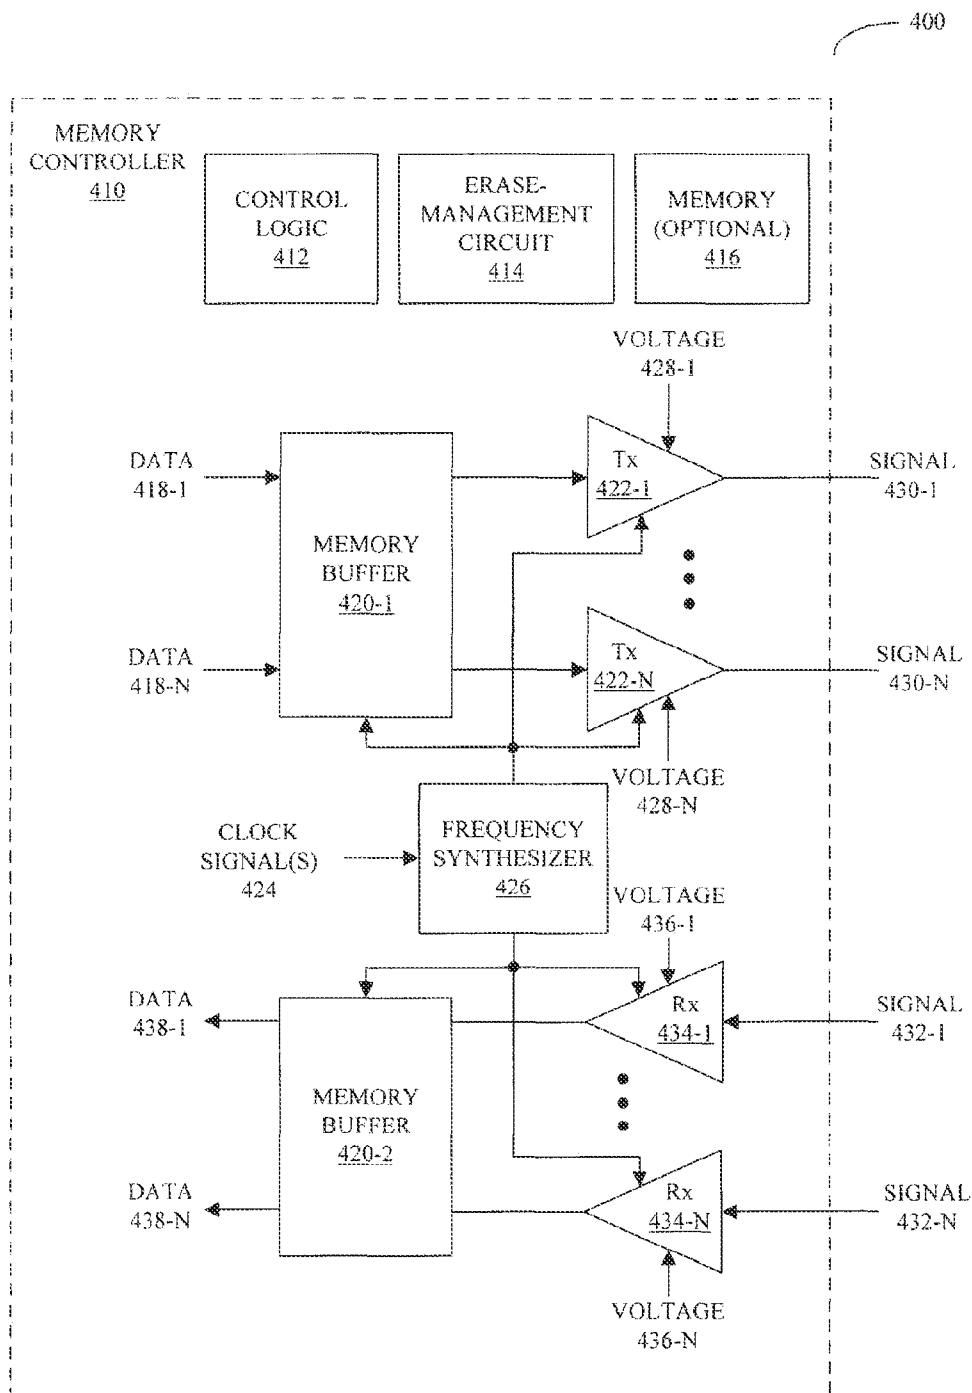 400
MEMORY
CONTROLLER
410
CONTROL
LOGIC
412
ERASE-
MANAGEMENT
CIRCUIT
414
MEMORY
(OPTIONAL)
416
VOLTAGE
428-1
DATA
418-1
MEMORY
BUFFER
420-1
Tx
422-1
SIGNAL
430-1
DATA
418-N
Tx
422-N
SIGNAL
430-N
VOLTAGE
428-N
CLOCK
SIGNAL(S)
424
FREQUENCY
SYNTHESIZER
426
VOLTAGE
436-1
DATA
438-1
MEMORY
BUFFER
420-2
Rx
434-1
SIGNAL
432-1
DATA
438-N
Rx
434-N
SIGNAL
432-N
VOLTAGE
436-N